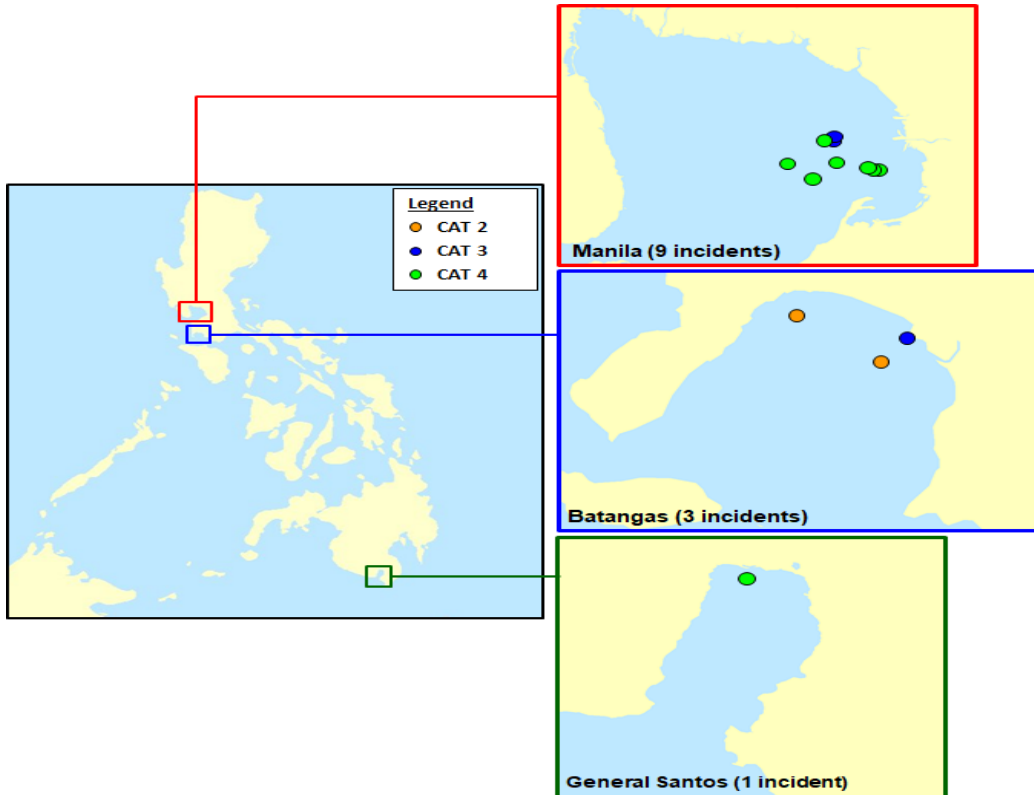 Legend
CAT 2
CAT 3
CAT 4
Manila (9 incidents)
Batangas (3 incidents)
General Santos (1 incident)